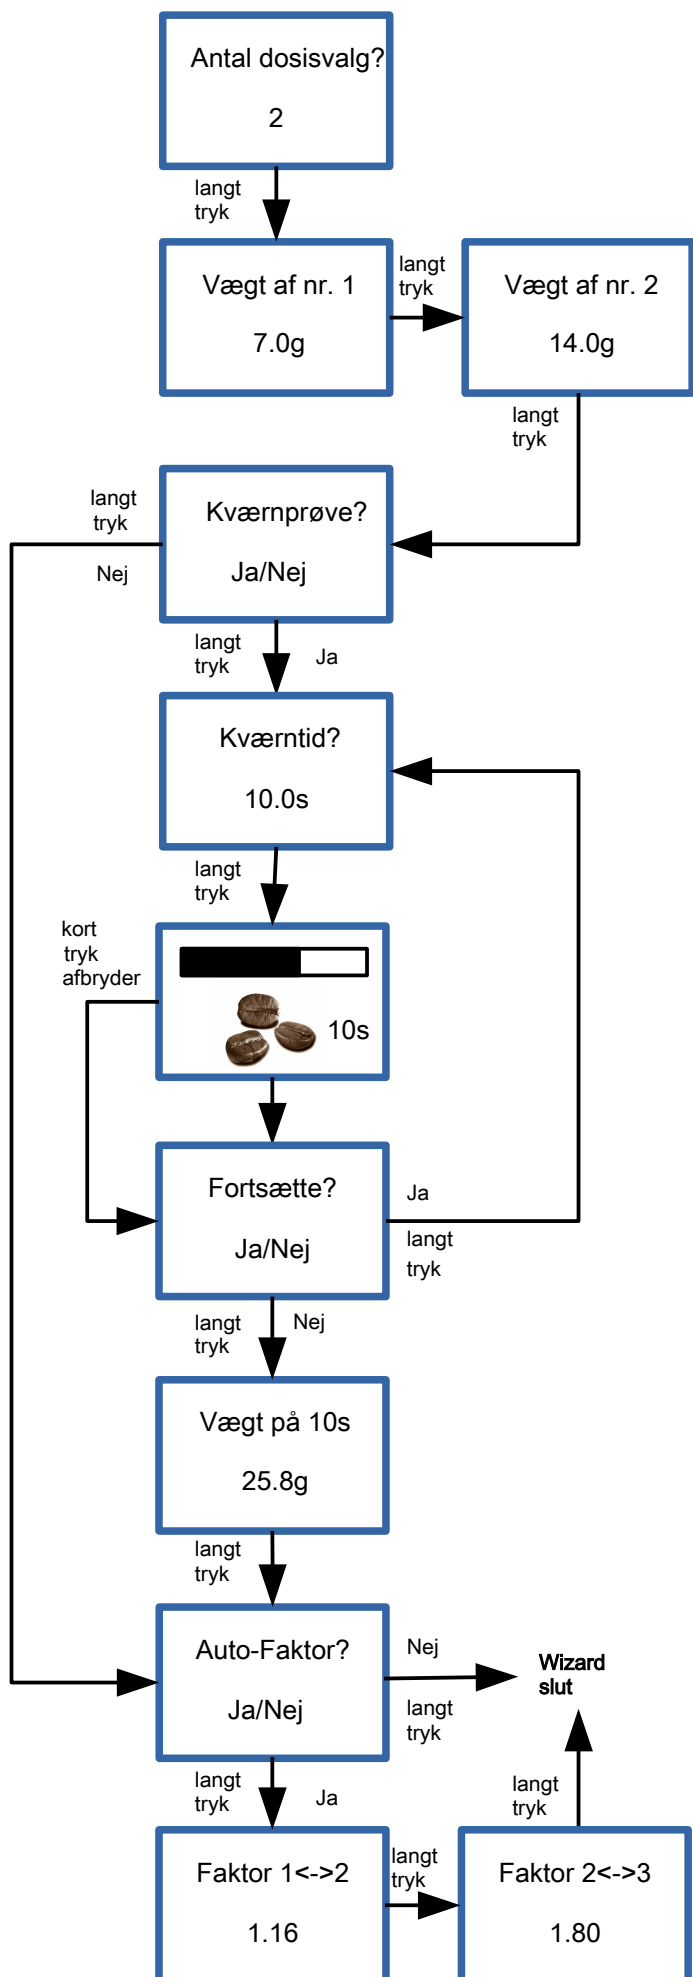 Antal dosisvalg?
2
langt
tryk
Vægt af nr. 1
7.0g
langt
tryk
Vægt af nr. 2
14.0g
langt
tryk
langt
tryk
Nej
Kværnprøve?
Ja/Nej
langt
tryk
Ja
Kværntid?
10.0s
langt
tryk
kort
tryk
afbryder
10s
Fortsætte?
Ja/Nej
Ja
langt
tryk
langt
tryk
Nej
Vægt på 10s
25.8g
langt
tryk
Auto-Faktor?
Ja/Nej
Nej
langt
tryk
Wizard
slut
langt
tryk
Ja
langt
tryk
Faktor 1<->2
1.16
langt
tryk
Faktor 2<->3
1.80